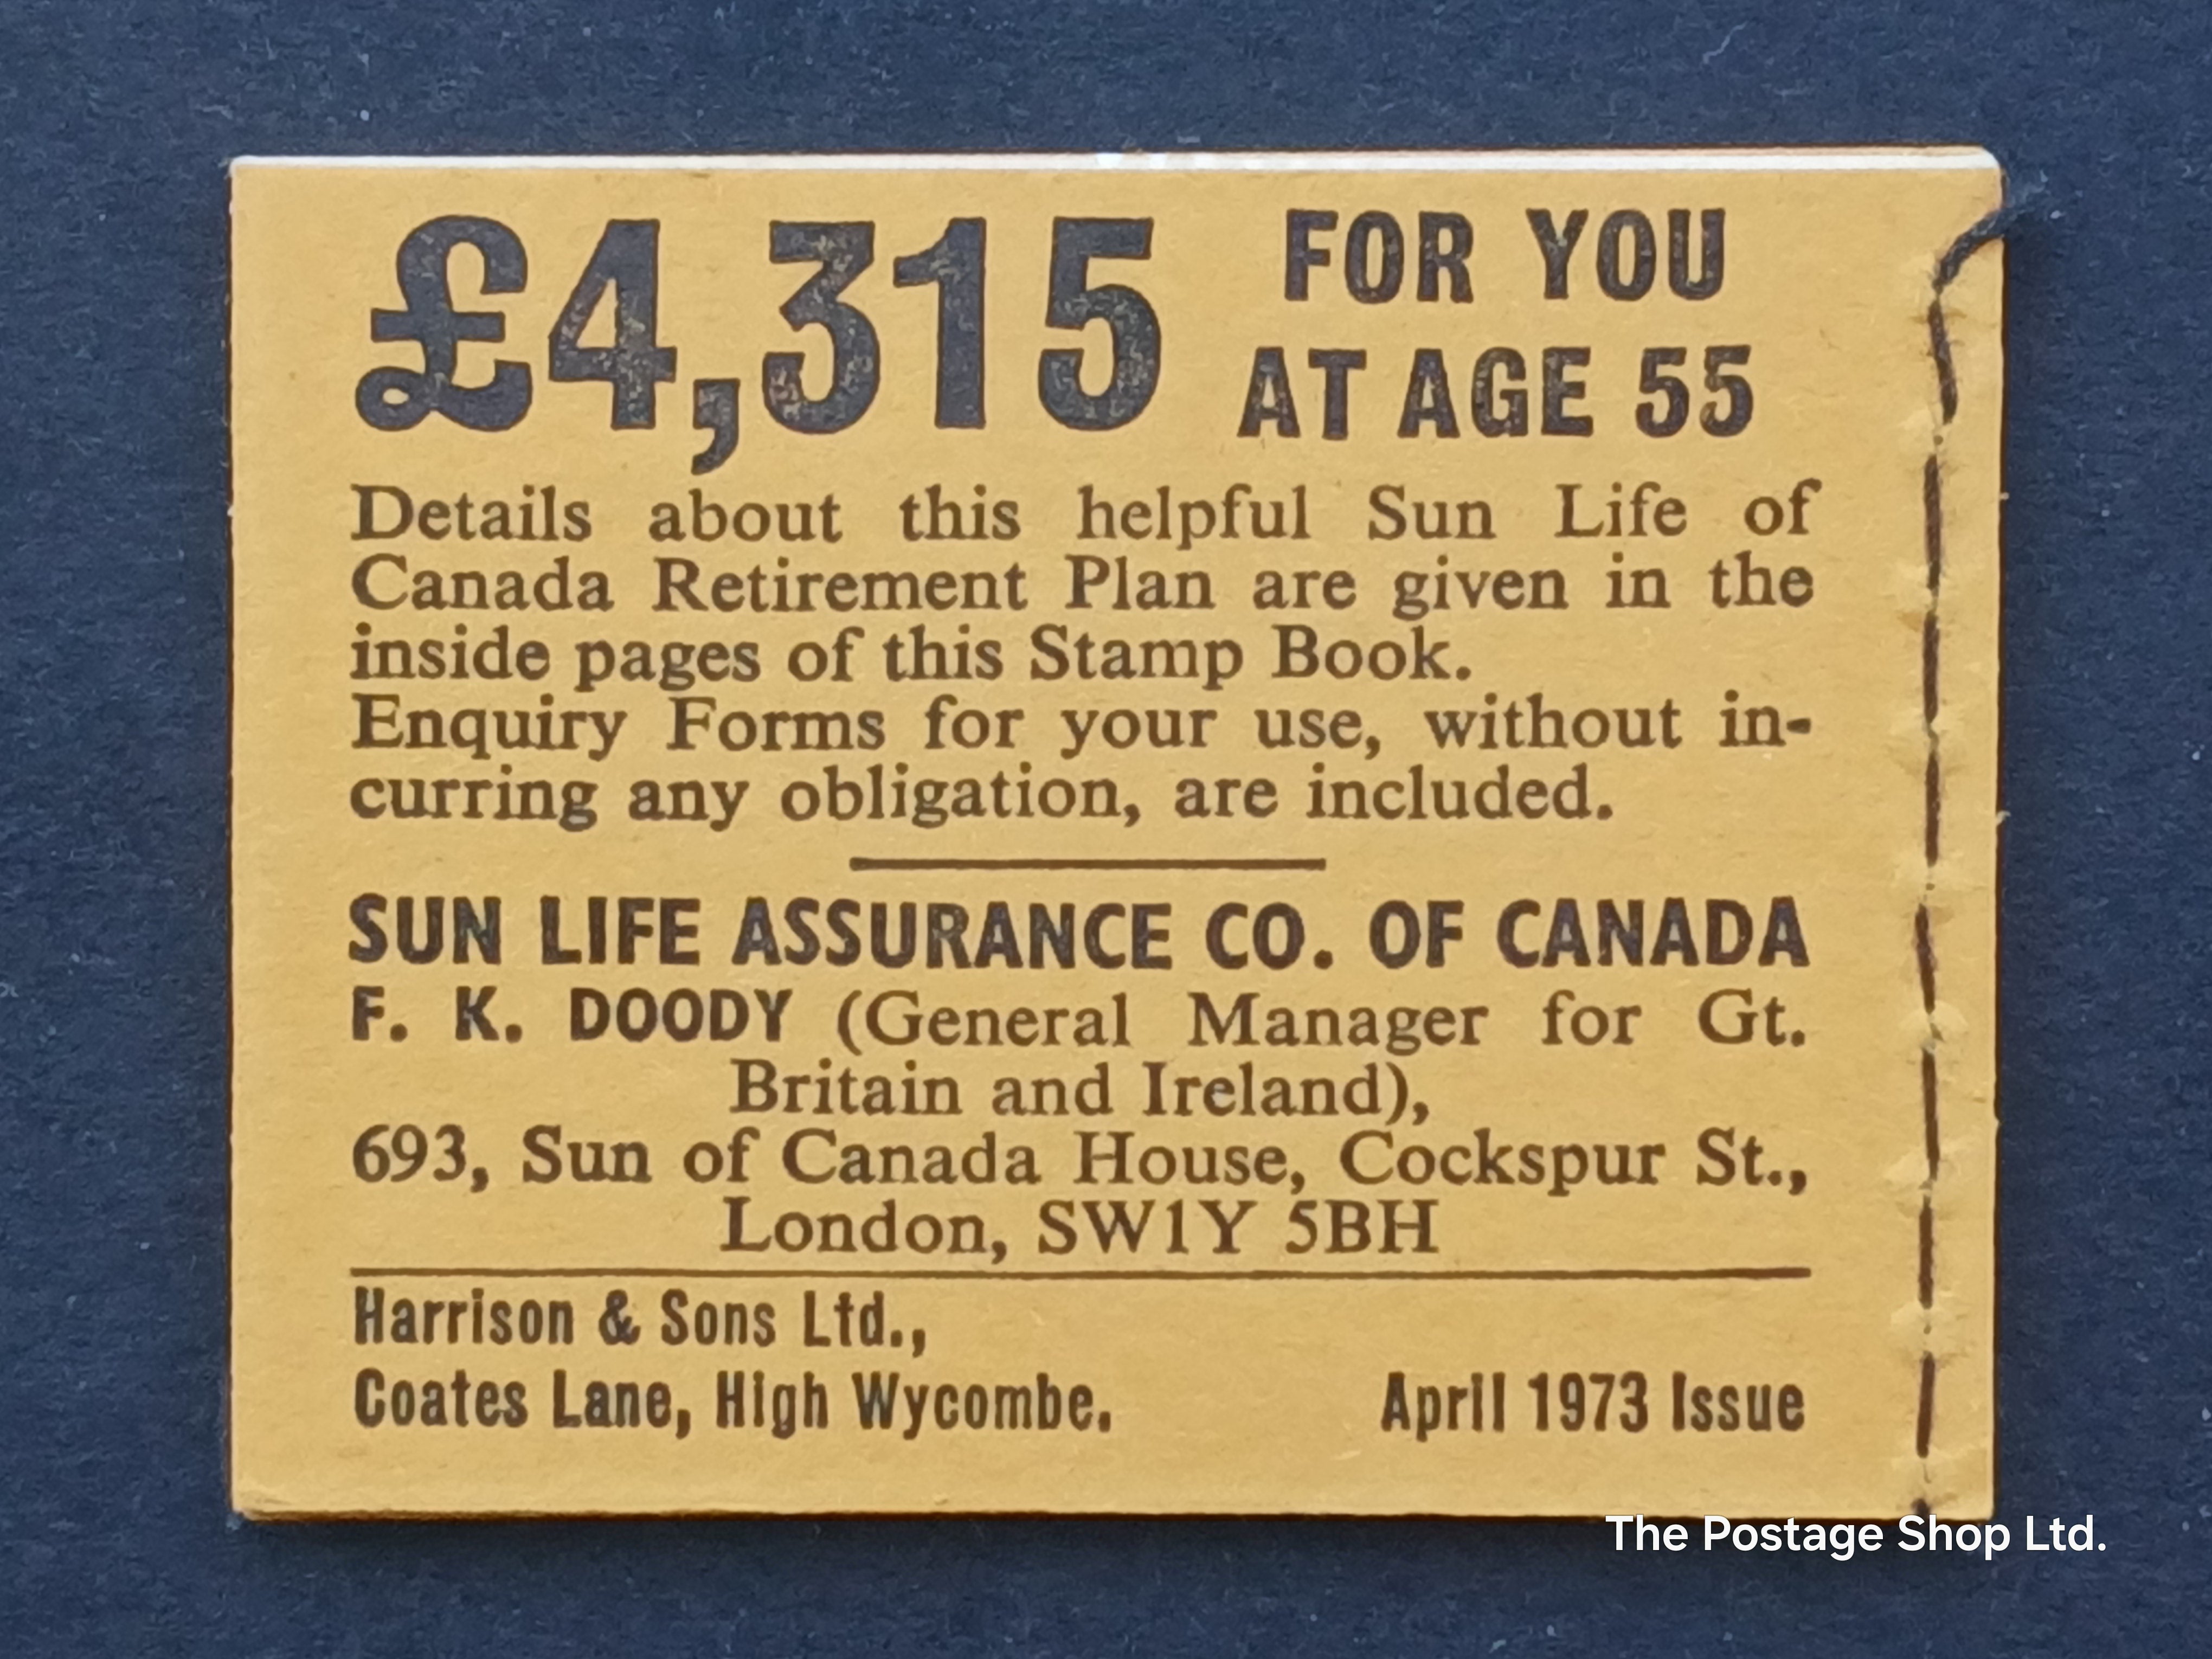 £4,315 FOR YOU
AT AGE 55
Details about this helpful Sun Life of
Canada Retirement Plan are given in the
inside pages of this Stamp Book.
Enquiry Forms for your use, without in-
curring any obligation, are included.
SUN LIFE ASSURANCE CO. OF CANADA
F. K. DOODY (General Manager for Gt.
Britain and Ireland),
693, Sun of Canada House, Cockspur St.,
London, SW1Y 5BH
Harrison & Sons Ltd.,
Coates Lane, High Wycombe. April 1973 Issue
The Postage Shop Ltd.